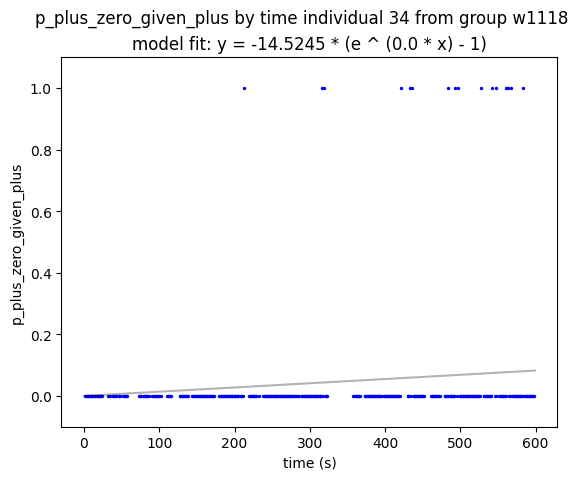 p_plus_zero_given_plus by time individual 34 from group w1118
model fit: y = -14.5245 * (e ^ (0.0 * x) - 1)
1.0
0.8
0.6
0.4
0.2
0.0
p_plus_zero_given_plus
0 100 200 300 400 500 600
time (s)